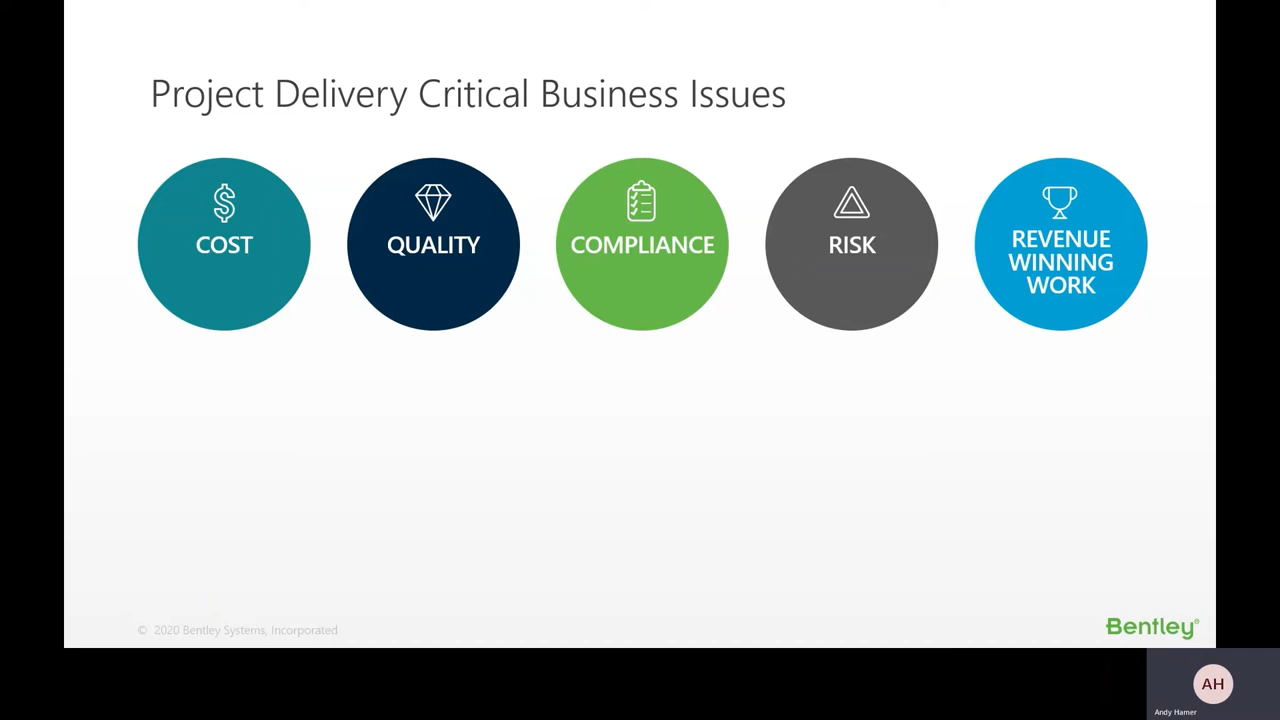 Project Delivery Critical Business Issues
COST
QUALITY
COMPLIANCE
RISK
REVENUE
WINNING
WORK
© 2020 Bentley Systems, Incorporated
Bentley®
AH
Andy Hamer